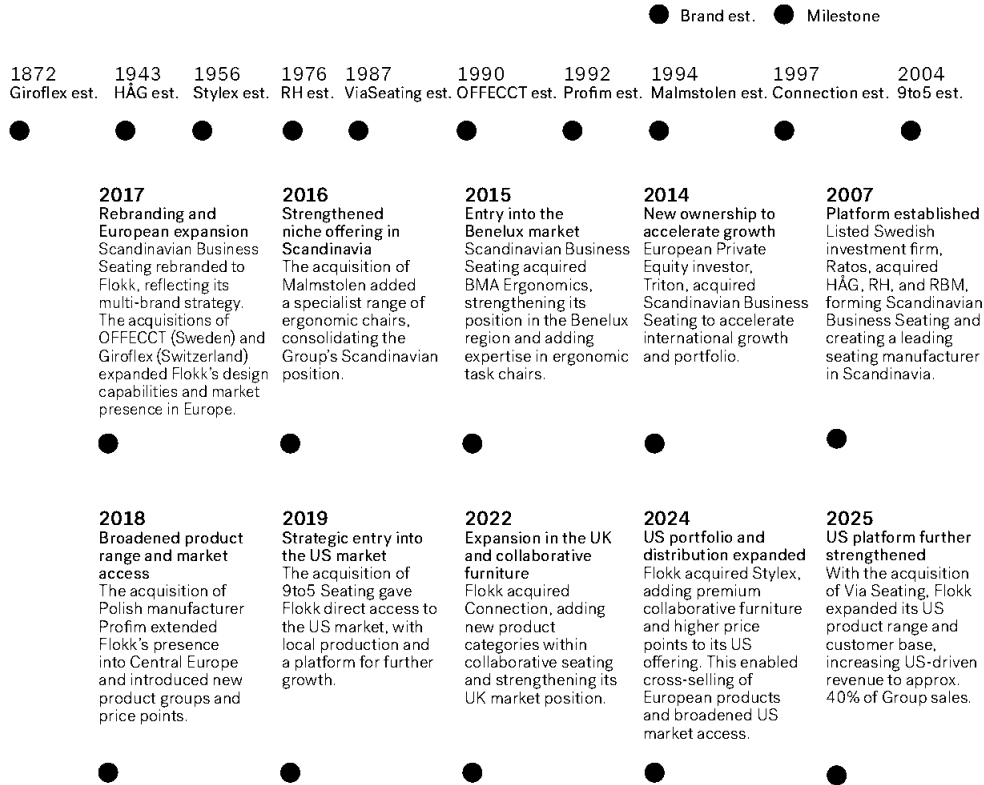 Brand est.
Milestone
1872
Giroflex est.
1943
HÅG est.
1956
Stylex est.
1976
RH est.
1987
ViaSeating est.
1990
OFFECCT est.
1992
Profim est.
1994
Malmstolen est.
1997
Connection est.
2004
9to5 est.
2017
Rebranding and
European expansion
Scandinavian Business
Seating rebranded to
Flokk, reflecting its
multi-brand strategy.
The acquisitions of
OFFECCT (Sweden) and
Giroflex (Switzerland)
expanded Flokk's design
capabilities and market
presence in Europe.
2016
Strengthened
niche offering in
Scandinavia
The acquisition of
Malmstolen added
a specialist range of
ergonomic chairs,
consolidating the
Group's Scandinavian
position.
2015
Entry into the
Benelux market
Scandinavian Business
Seating acquired
BMA Ergonomics,
strengthening its
position in the Benelux
region and adding
expertise in ergonomic
task chairs.
2014
New ownership to
accelerate growth
European Private
Equity investor,
Triton, acquired
Scandinavian Business
Seating to accelerate
international growth
and portfolio.
2007
Platform established
Listed Swedish
investment firm,
Ratos, acquired
HÅG, RH, and RBM,
forming Scandinavian
Business Seating and
creating a leading
seating manufacturer
in Scandinavia.
2018
Broadened product
range and market
access
The acquisition of
Polish manufacturer
Profim extended
Flokk's presence
into Central Europe
and introduced new
product groups and
price points.
2019
Strategic entry into
the US market
The acquisition of
9to5 Seating gave
Flokk direct access to
the US market, with
local production and
a platform for further
growth.
2022
Expansion in the UK
and collaborative
furniture
Flokk acquired
Connection, adding
new product
categories within
collaborative seating
and strengthening its
UK market position.
2024
US portfolio and
distribution expanded
Flokk acquired Stylex,
adding premium
collaborative furniture
and higher price
points to its US
offering. This enabled
cross-selling of
European products
and broadened US
market access.
2025
US platform further
strengthened
With the acquisition
of Via Seating, Flokk
expanded its US
product range and
customer base,
increasing US-driven
revenue to approx.
40% of Group sales.